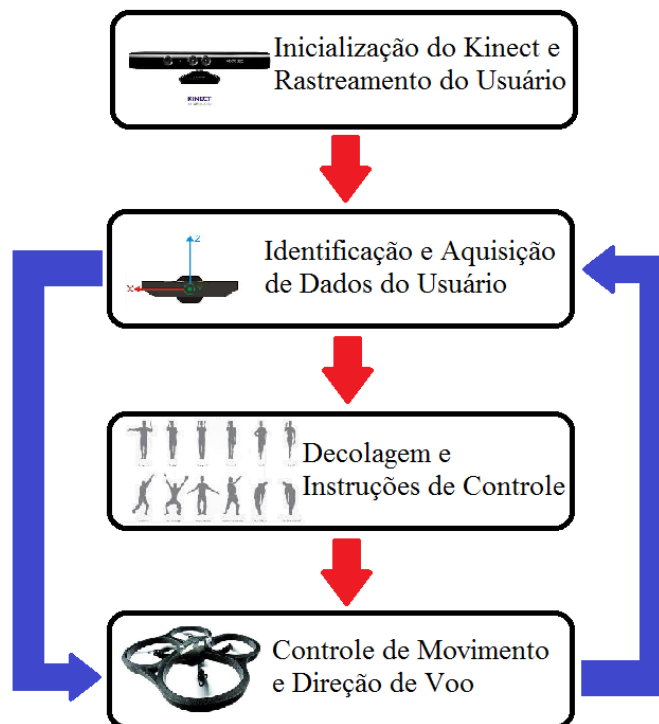 Inicialização do Kinect e
Rastreamento do Usuário
KINECT
Z
X
Y
Identificação e Aquisição
de Dados do Usuário
Decolagem e
Instruções de Controle
Controle de Movimento
e Direção de Voo